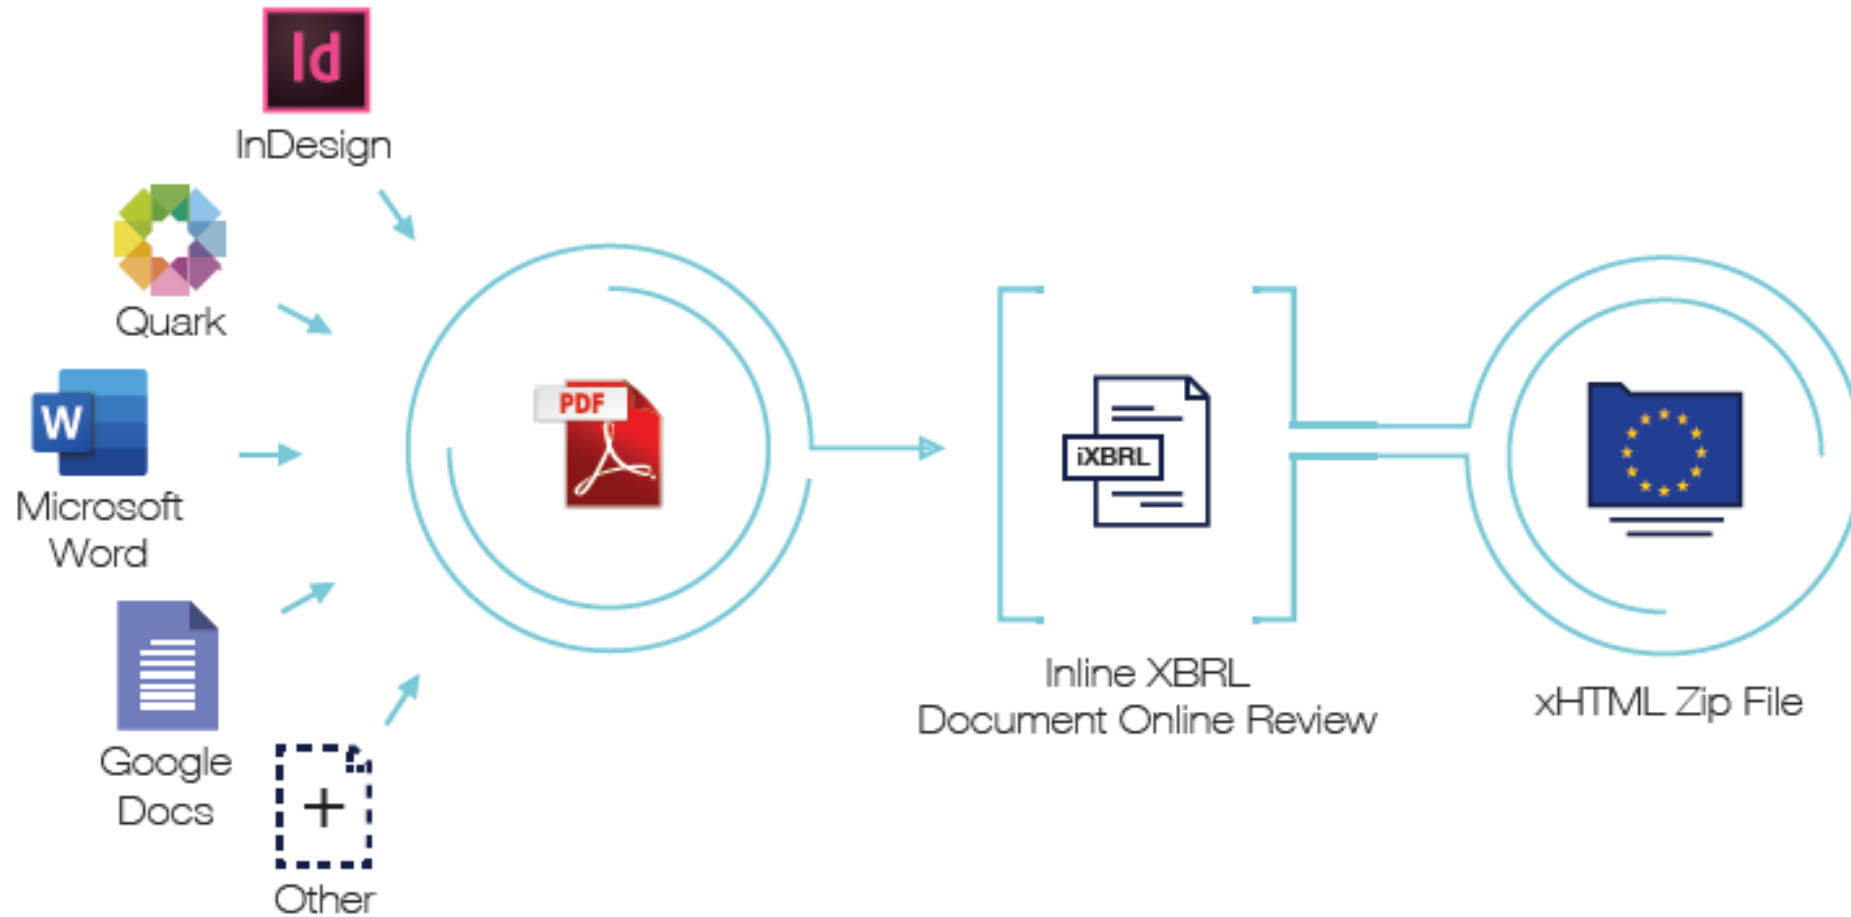 Id
InDesign
Quark
W
Microsoft
Word
Google
Docs
+
Other
PDF
iXBRL
Inline XBRL
Document Online Review
xHTML Zip File